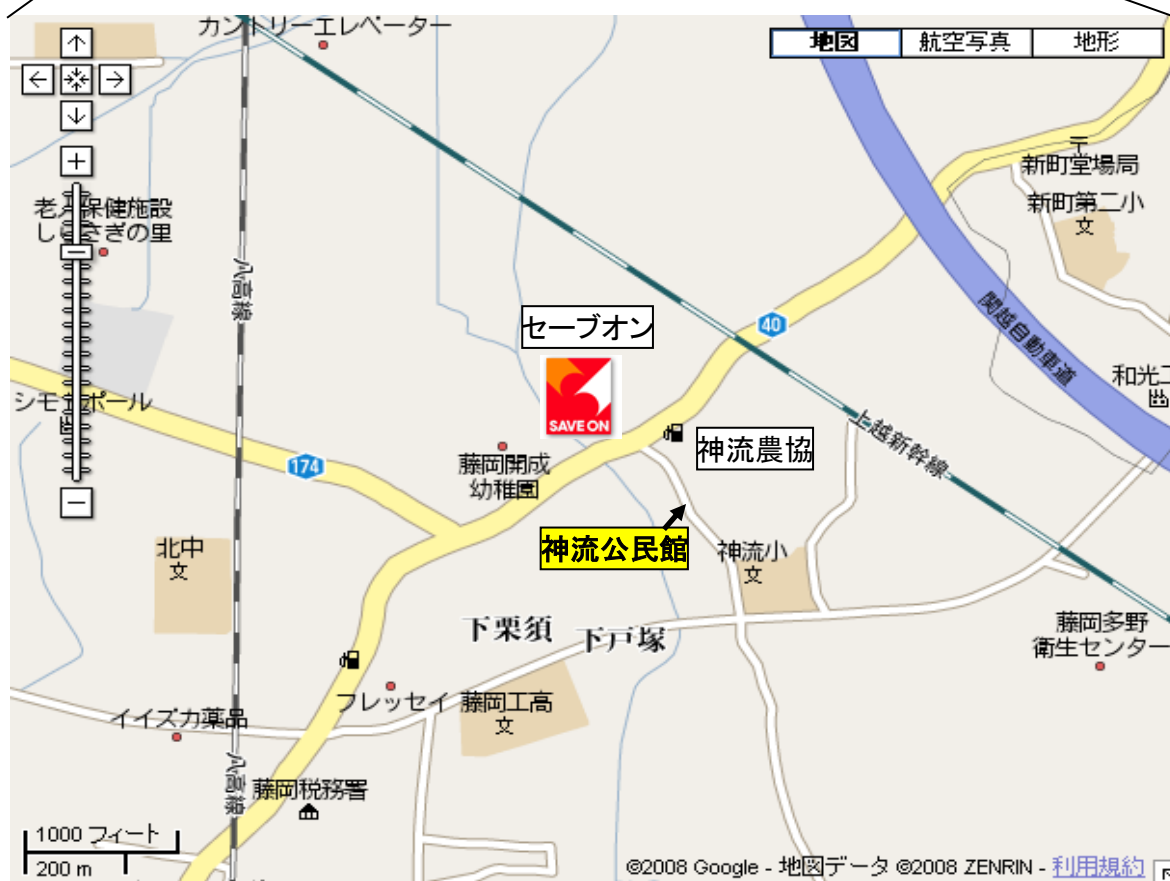 カントリーエレベーター
地図 航空写真 地形
新町堂場局
新町第二小
文
老人保健施設
しらさぎの里
八高線
セーブオン
40
関越自動車道
SAVE ON
シモンポール
神流農協
上越新幹線
174
藤岡開成
幼稚園
神流公民館
北中
文
神流小
文
下栗須
下戸塚
藤岡多野
衛生センター
フレッセイ
藤岡工高
文
イイズカ薬品
八高線
藤岡税務署
1000 フィート
200 m
©2008 Google - 地図データ ©2008 ZENRIN - 利用規約